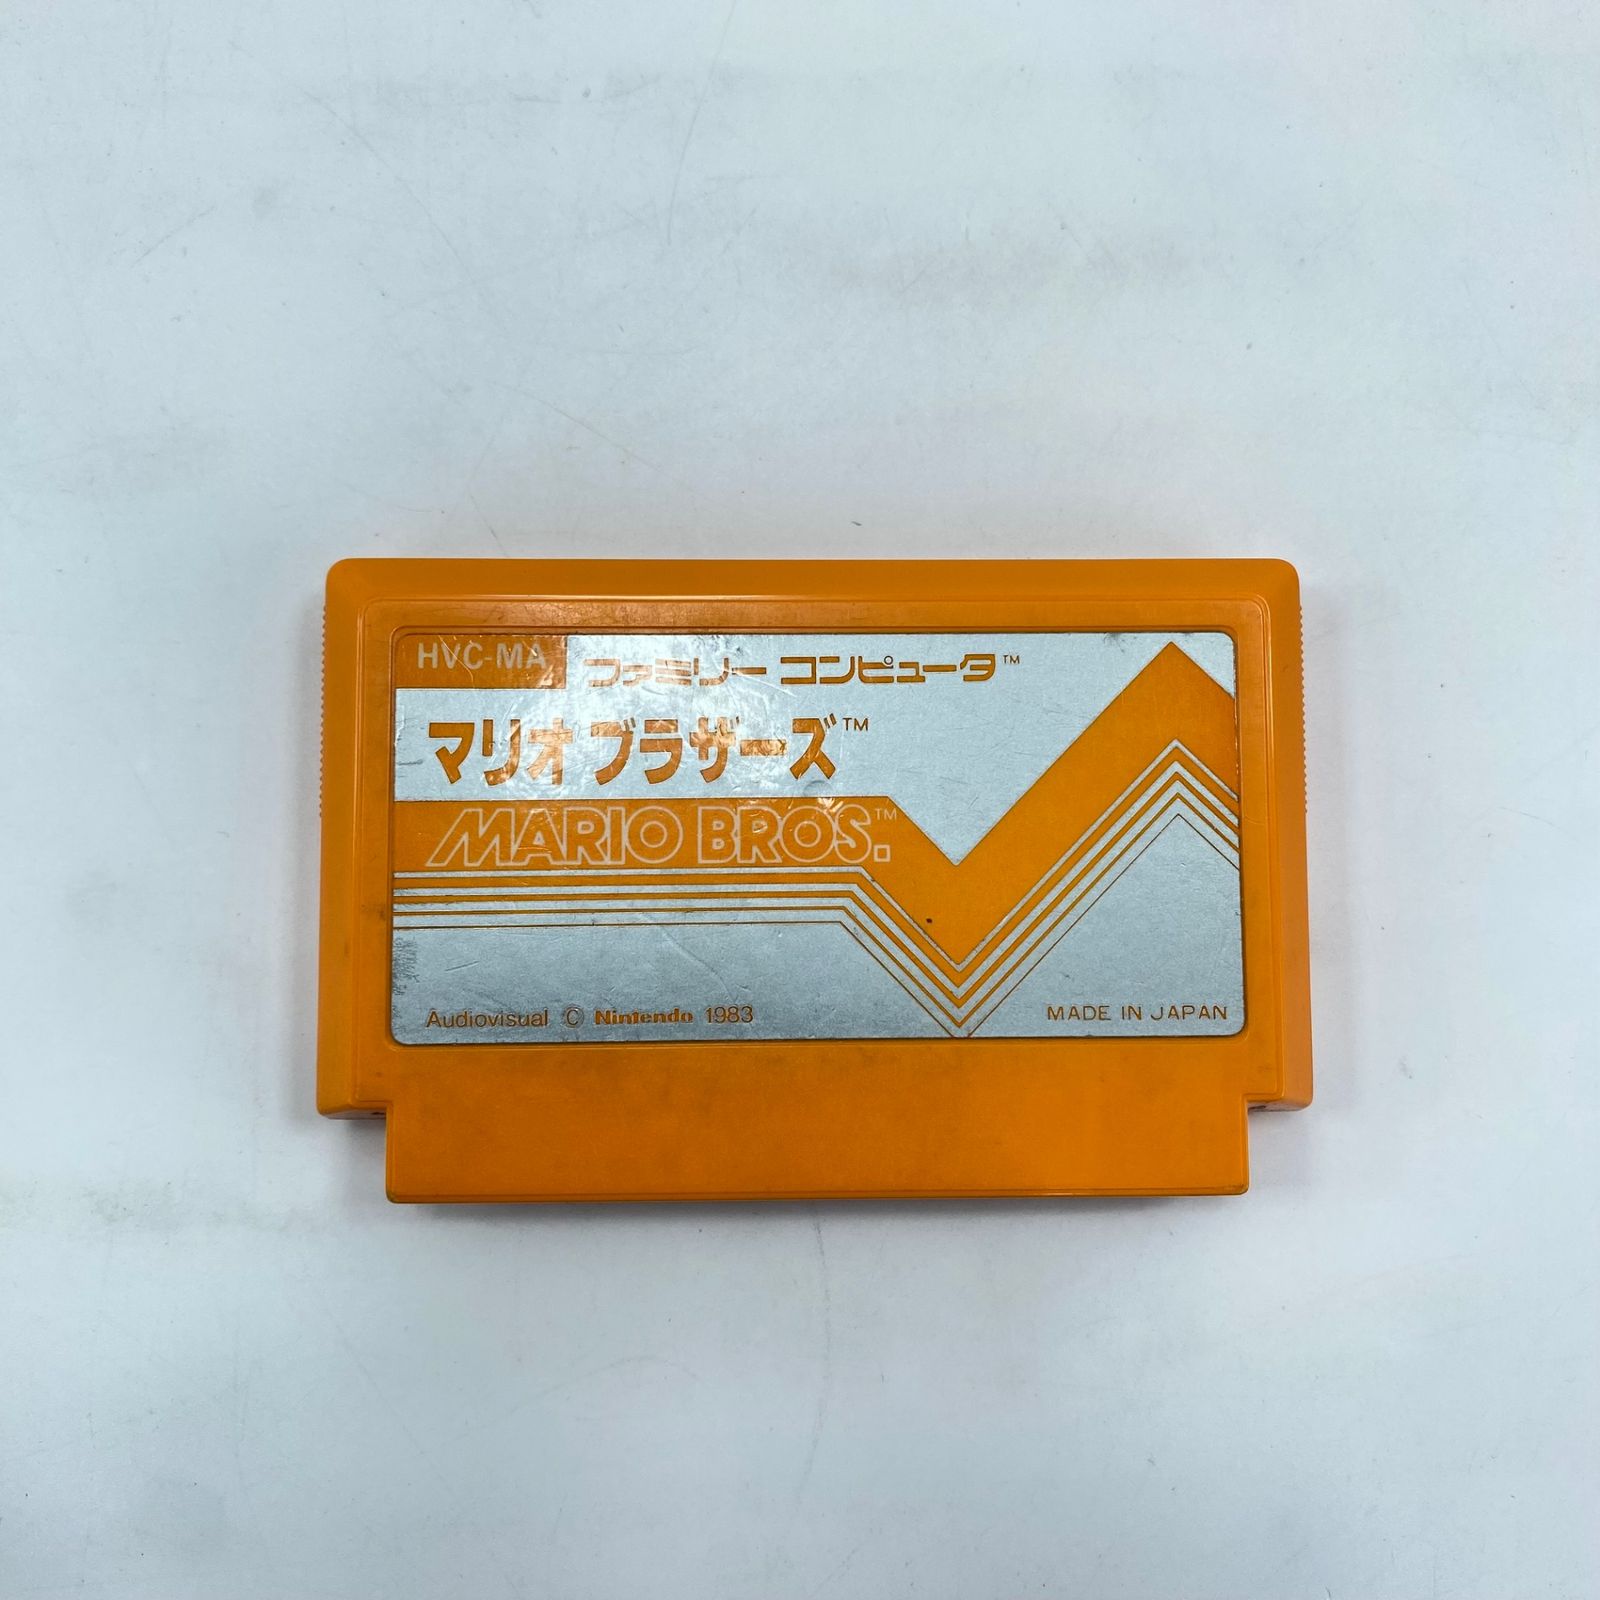 HVC-MA ファミリー コンピュータ™
マリオ ブラザーズ™
MARIO BROS.™
Audiovisual © Nintendo 1983 MADE IN JAPAN